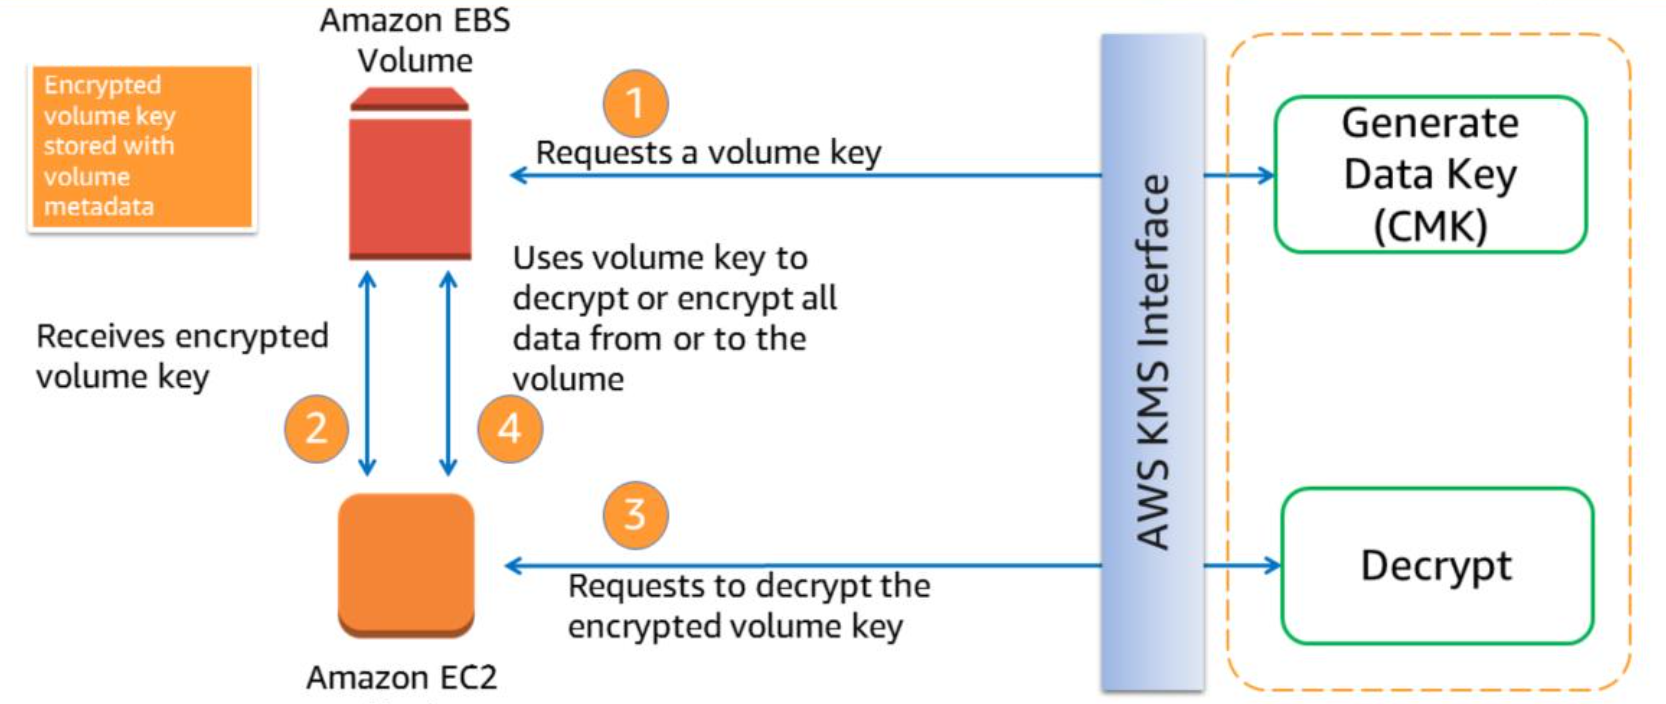 Amazon EBS
Volume
Encrypted
volume key
stored with
volume
metadata
1
Requests a volume key
Generate
Data Key
(CMK)
AWS KMS Interface
Uses volume key to
decrypt or encrypt all
data from or to the
volume
Receives encrypted
volume key
2
4
3
Requests to decrypt the
encrypted volume key
Decrypt
Amazon EC2